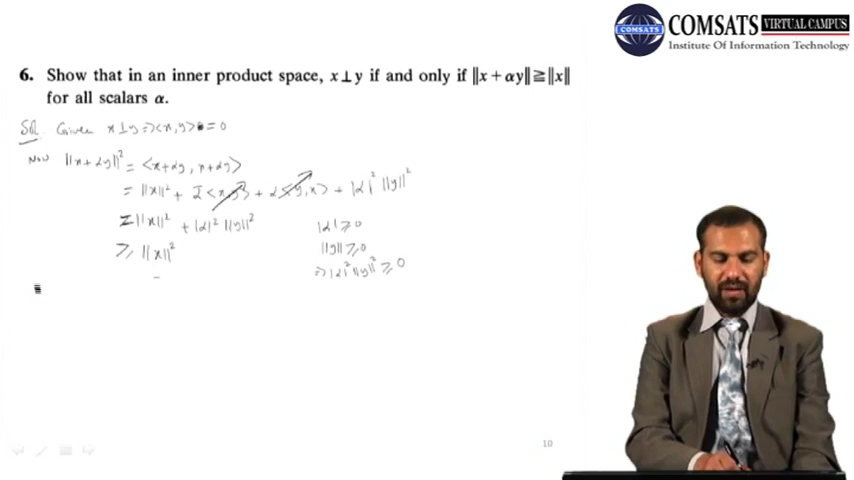 COMSATS VIRTUAL CAMPUS
Institute Of Information Technology
6. Show that in an inner product space, x⊥y if and only if ‖x + αy‖ ≧ ‖x‖
for all scalars α.
Sol. Given x⊥y ⇒ <x,y> = 0
Now ||x+αy||² = <x+αy, x+αy>
= ||x||² + ᾱ<x,y> + α<y,x> + |α|² ||y||²
= ||x||² + |α|² ||y||²
|α| ≥ 0
≥ ||x||²
||y|| ≥ 0
⇒ |α|² ||y||² ≥ 0
10